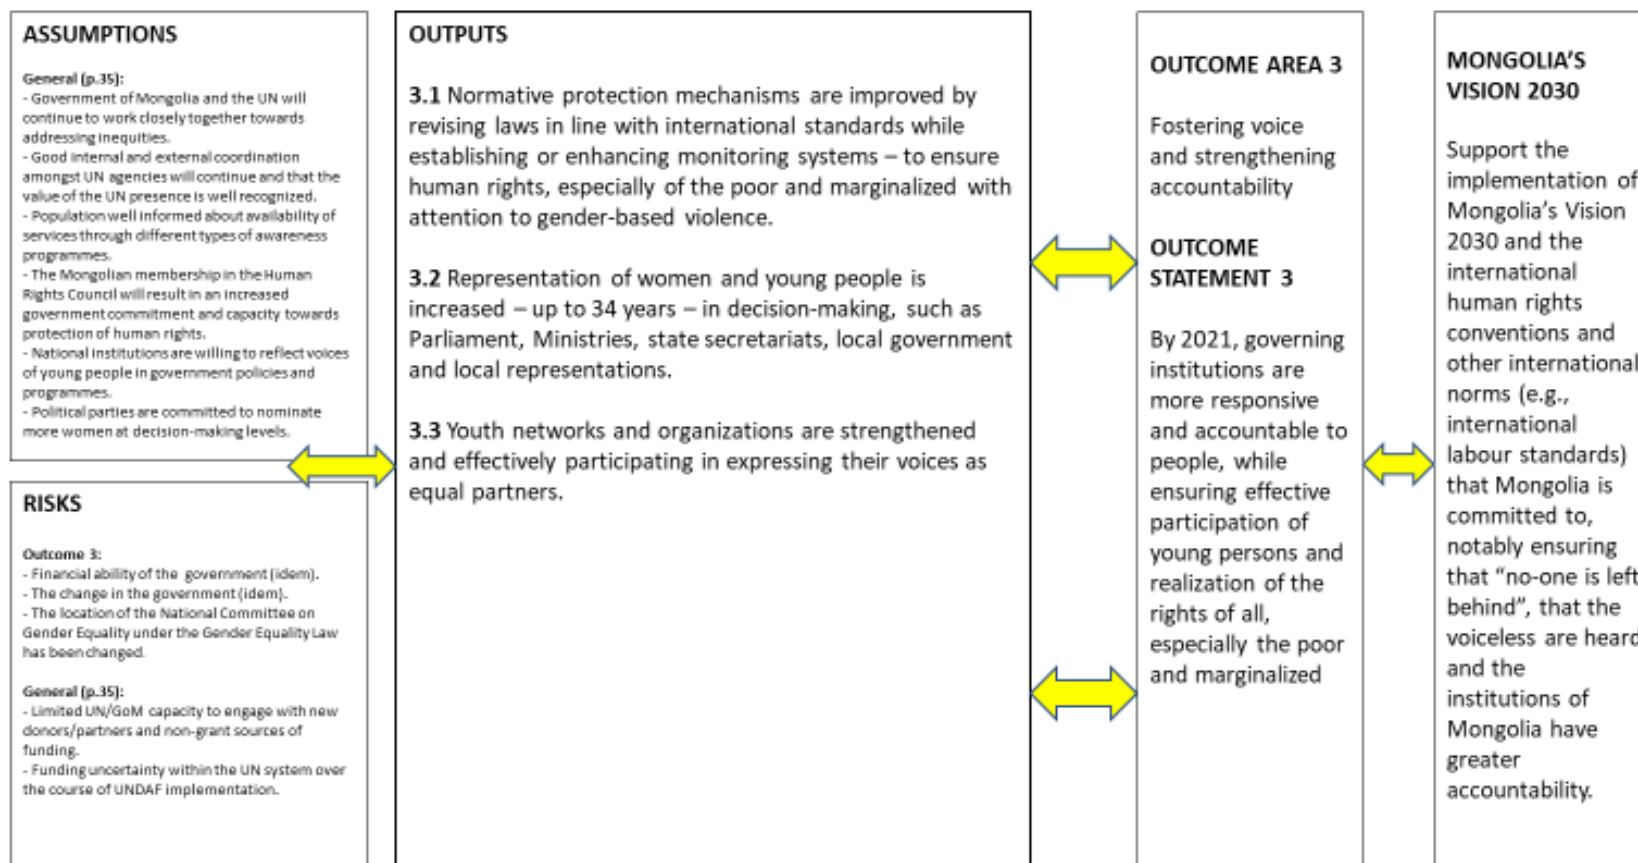 ASSUMPTIONS
General (p.35):
- Government of Mongolia and the UN will
continue to work closely together towards
addressing inequities.
- Good internal and external coordination
amongst UN agencies will continue and that the
value of the UN presence is well recognized.
- Population well informed about availability of
services through different types of awareness
programmes.
- The Mongolian membership in the Human
Rights Council will result in an increased
government commitment and capacity towards
protection of human rights.
- National institutions are willing to reflect voices
of young people in government policies and
programmes.
- Political parties are committed to nominate
more women at decision-making levels.
RISKS
Outcome 3:
- Financial ability of the government (idem).
- The change in the government (idem).
- The location of the National Committee on
Gender Equality under the Gender Equality Law
has been changed.
General (p.35):
- Limited UN/GoM capacity to engage with new
donors/partners and non-grant sources of
funding.
- Funding uncertainty within the UN system over
the course of UNDAF implementation.
OUTPUTS
3.1 Normative protection mechanisms are improved by
revising laws in line with international standards while
establishing or enhancing monitoring systems – to ensure
human rights, especially of the poor and marginalized with
attention to gender-based violence.
3.2 Representation of women and young people is
increased – up to 34 years – in decision-making, such as
Parliament, Ministries, state secretariats, local government
and local representations.
3.3 Youth networks and organizations are strengthened
and effectively participating in expressing their voices as
equal partners.
OUTCOME AREA 3
Fostering voice
and strengthening
accountability
OUTCOME
STATEMENT 3
By 2021, governing
institutions are
more responsive
and accountable to
people, while
ensuring effective
participation of
young persons and
realization of the
rights of all,
especially the poor
and marginalized
MONGOLIA'S
VISION 2030
Support the
implementation of
Mongolia's Vision
2030 and the
international
human rights
conventions and
other international
norms (e.g.,
international
labour standards)
that Mongolia is
committed to,
notably ensuring
that "no-one is left
behind", that the
voiceless are heard
and the
institutions of
Mongolia have
greater
accountability.